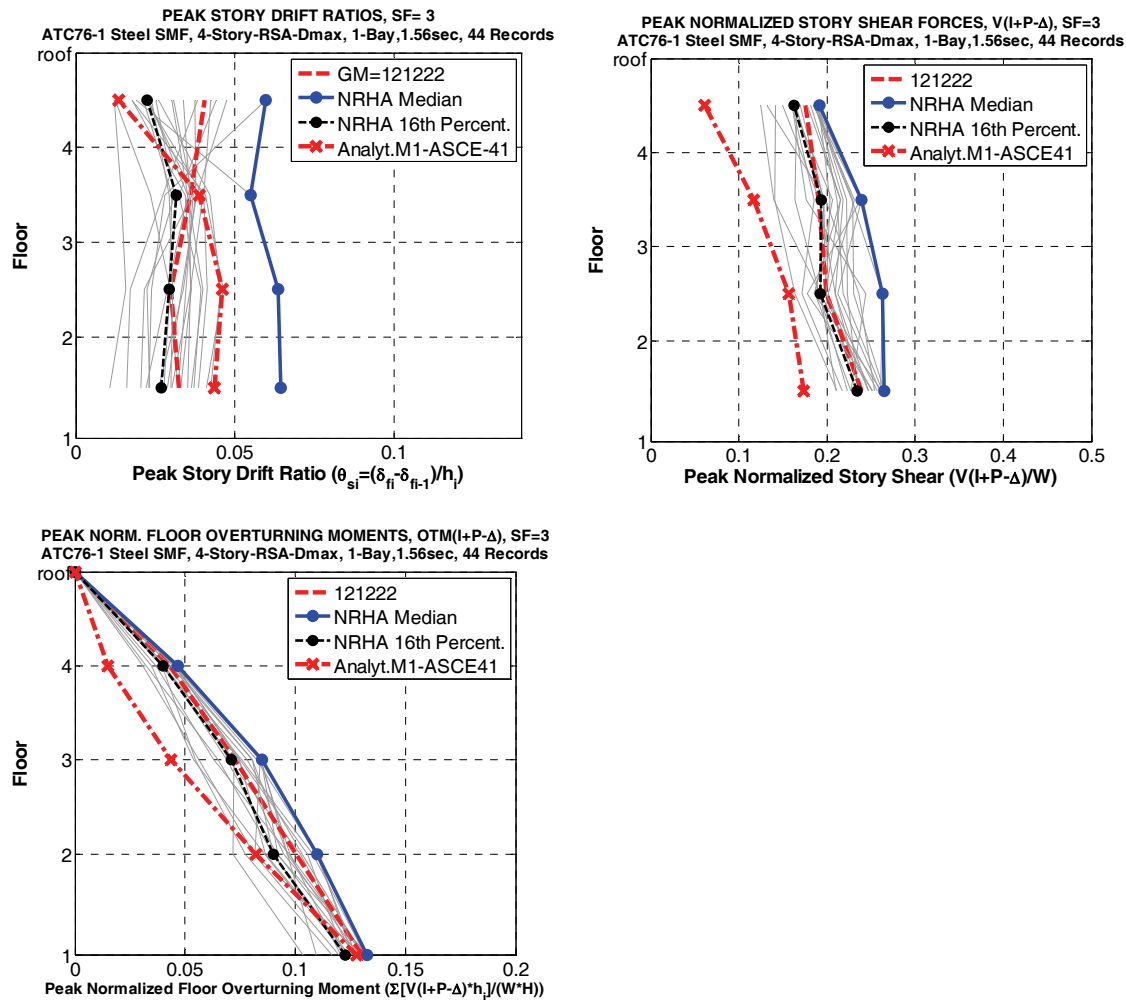 PEAK STORY DRIFT RATIOS, SF= 3
ATC76-1 Steel SMF, 4-Story-RSA-Dmax, 1-Bay,1.56sec, 44 Records
roof
4
3
2
1
Floor
GM=121222
NRHA Median
NRHA 16th Percent.
Analyt.M1-ASCE-41
0
0.05
0.1
Peak Story Drift Ratio (θsi=(δfi-δfi-1)/hi)
PEAK NORMALIZED STORY SHEAR FORCES, V(I+P-Δ), SF=3
ATC76-1 Steel SMF, 4-Story-RSA-Dmax, 1-Bay,1.56sec, 44 Records
roof
4
3
2
1
Floor
121222
NRHA Median
NRHA 16th Percent.
Analyt.M1-ASCE41
0
0.1
0.2
0.3
0.4
0.5
Peak Normalized Story Shear (V(I+P-Δ)/W)
PEAK NORM. FLOOR OVERTURNING MOMENTS, OTM(I+P-Δ), SF=3
ATC76-1 Steel SMF, 4-Story-RSA-Dmax, 1-Bay,1.56sec, 44 Records
roof
4
3
2
1
Floor
121222
NRHA Median
NRHA 16th Percent.
Analyt.M1-ASCE41
0
0.05
0.1
0.15
0.2
Peak Normalized Floor Overturning Moment (Σ[V(I+P-Δ)*hi]/(W*H))